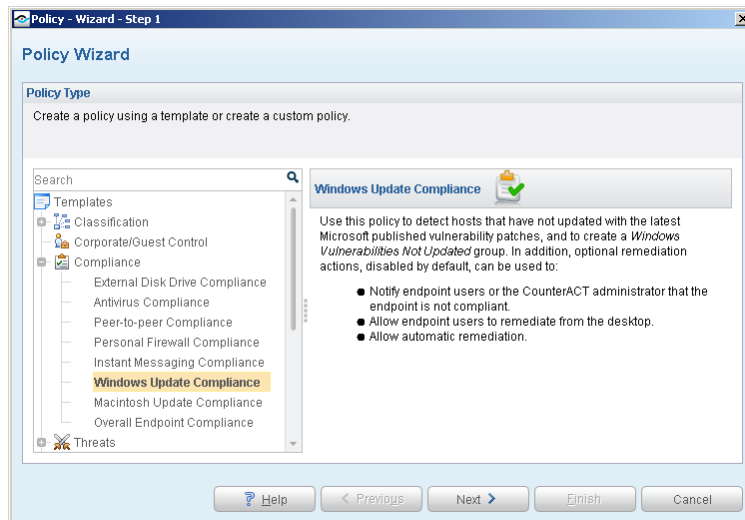 Policy - Wizard - Step 1
Policy Wizard
Policy Type
Create a policy using a template or create a custom policy.
Search
Templates
Classification
Corporate/Guest Control
Compliance
External Disk Drive Compliance
Antivirus Compliance
Peer-to-peer Compliance
Personal Firewall Compliance
Instant Messaging Compliance
Windows Update Compliance
Macintosh Update Compliance
Overall Endpoint Compliance
Threats
Windows Update Compliance
Use this policy to detect hosts that have not updated with the latest
Microsoft published vulnerability patches, and to create a Windows
Vulnerabilities Not Updated group. In addition, optional remediation
actions, disabled by default, can be used to:
● Notify endpoint users or the CounterACT administrator that the
endpoint is not compliant.
● Allow endpoint users to remediate from the desktop.
● Allow automatic remediation.
? Help
< Previous
Next >
Finish
Cancel